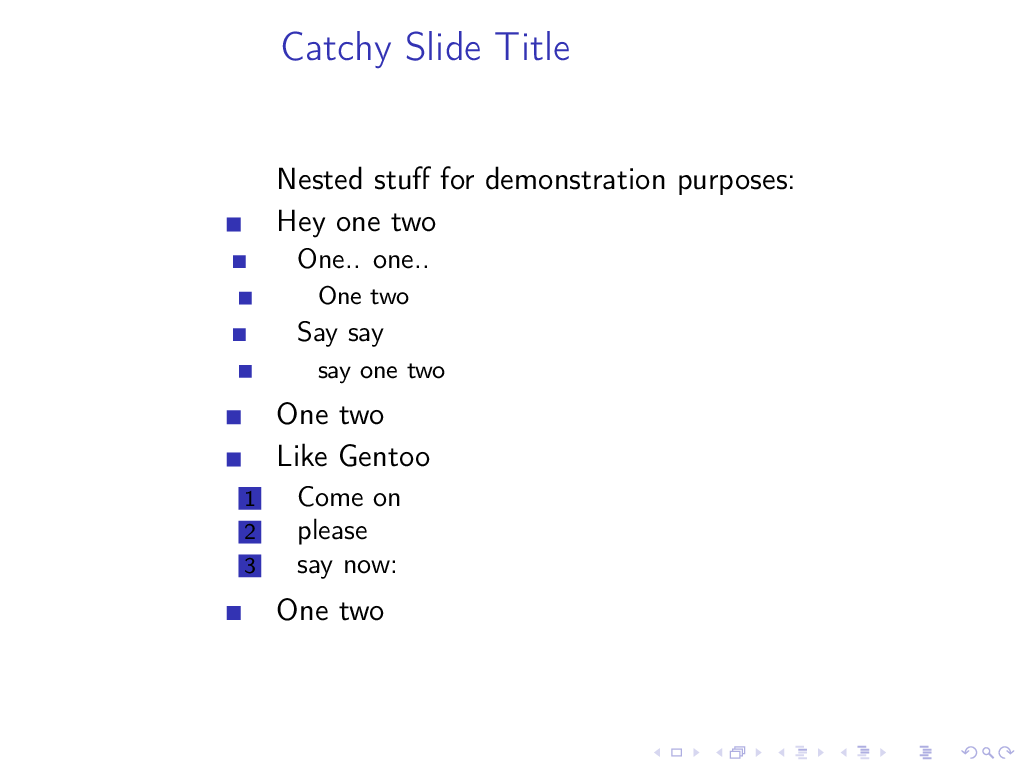 Catchy Slide Title
Nested stuff for demonstration purposes:
Hey one two
One.. one..
One two
Say say
say one two
One two
Like Gentoo
1 Come on
2 please
3 say now:
One two